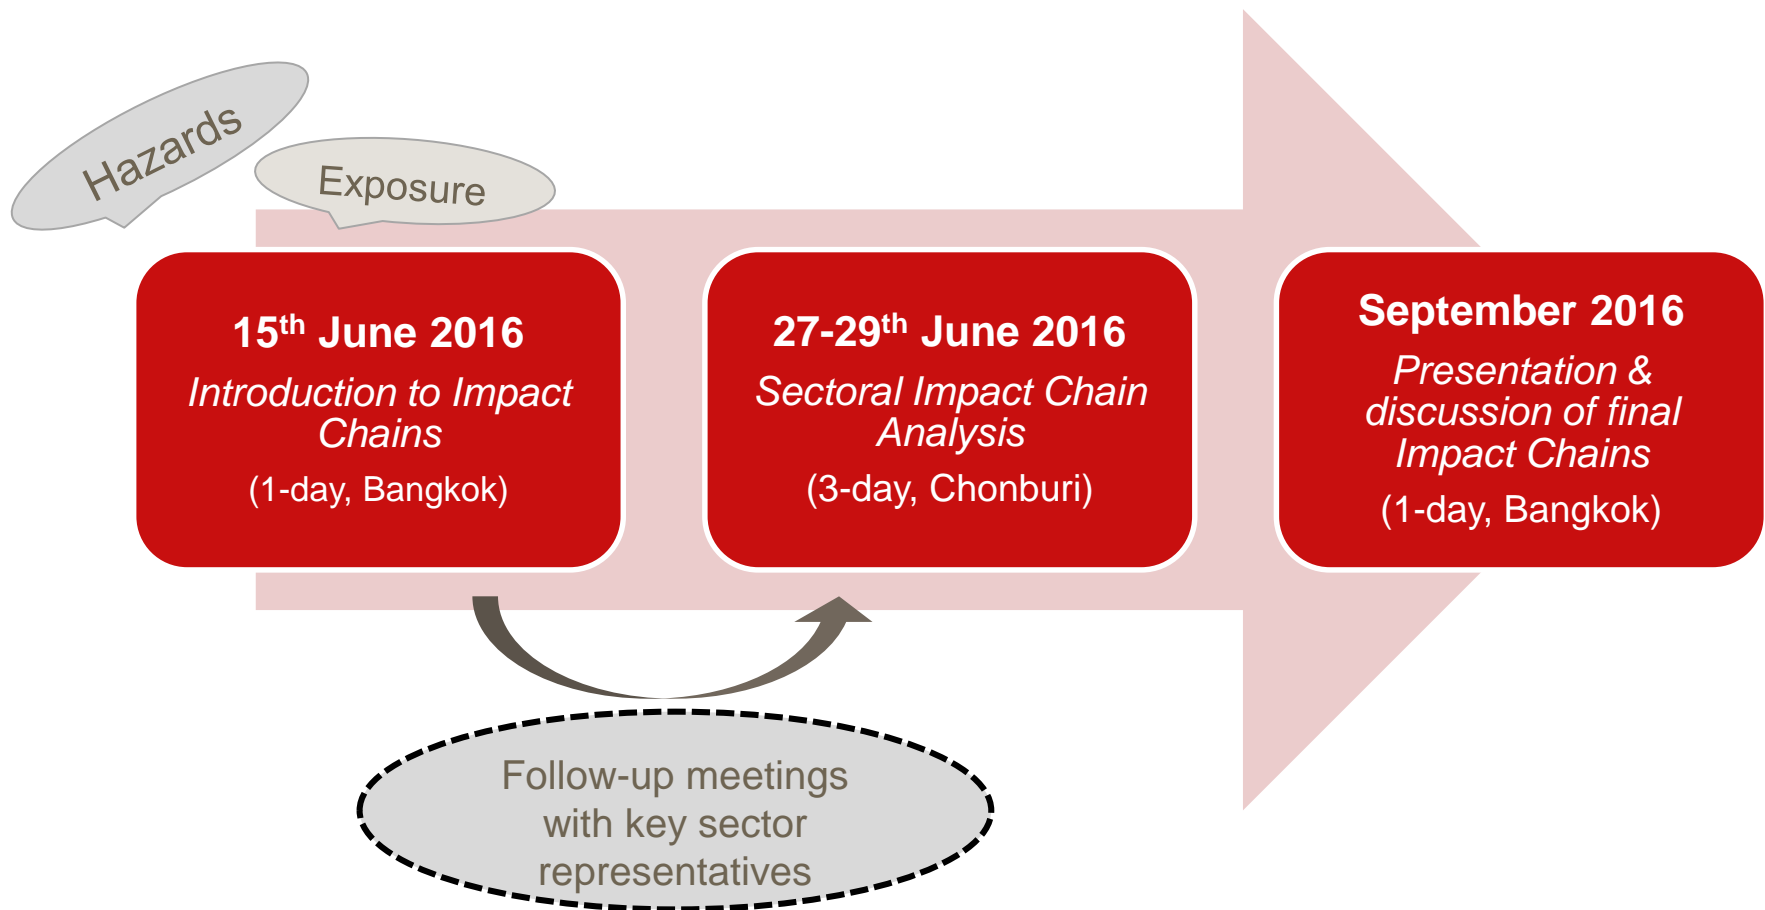 Hazards
Exposure
15th June 2016
Introduction to Impact
Chains
(1-day, Bangkok)
27-29th June 2016
Sectoral Impact Chain
Analysis
(3-day, Chonburi)
September 2016
Presentation &
discussion of final
Impact Chains
(1-day, Bangkok)
Follow-up meetings
with key sector
representatives